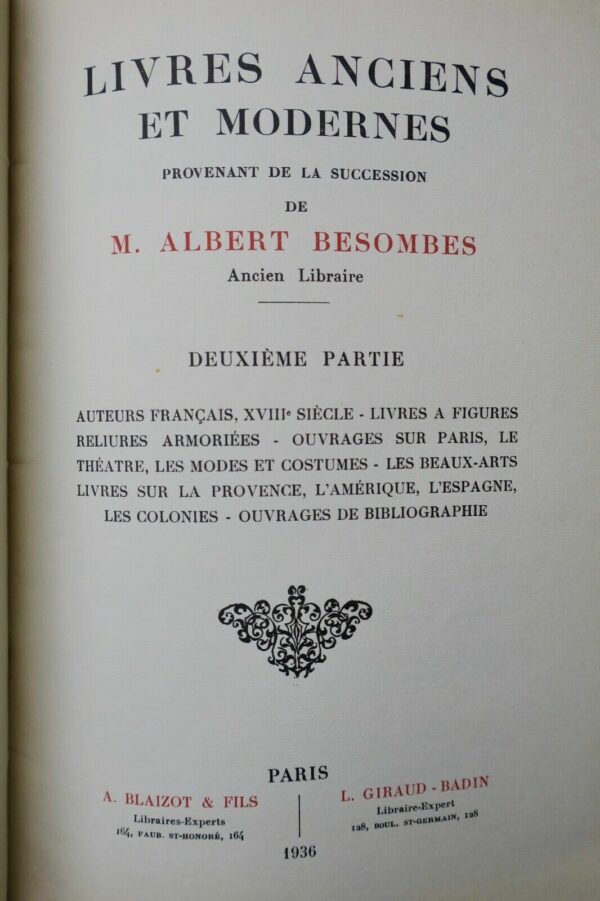 LIVRES ANCIENS
ET MODERNES
PROVENANT DE LA SUCCESSION
DE
M. ALBERT BESOMBES
Ancien Libraire
DEUXIÈME PARTIE
AUTEURS FRANÇAIS, XVIIIe SIÈCLE - LIVRES A FIGURES
RELIURES ARMORIÉES - OUVRAGES SUR PARIS, LE
THÉATRE, LES MODES ET COSTUMES - LES BEAUX-ARTS
LIVRES SUR LA PROVENCE, L'AMÉRIQUE, L'ESPAGNE,
LES COLONIES - OUVRAGES DE BIBLIOGRAPHIE
PARIS
A. BLAIZOT & FILS
Libraires-Experts
164, FAUB. ST-HONORÉ, 164
L. GIRAUD-BADIN
Libraire-Expert
128, BOUL. ST-GERMAIN, 128
1936